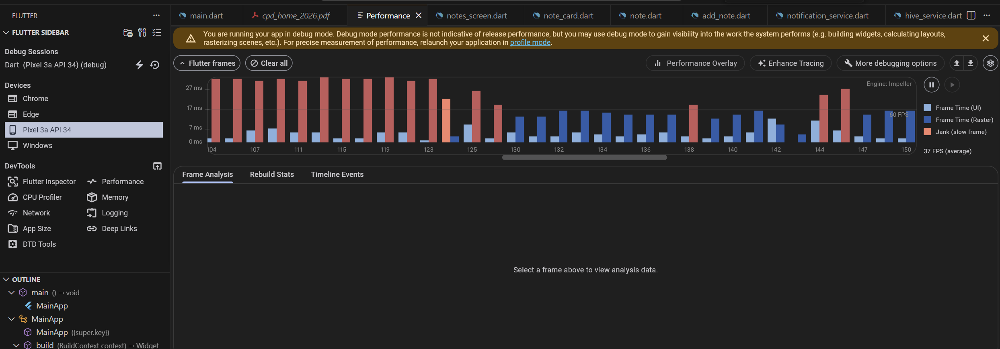 FLUTTER
FLUTTER SIDEBAR
Debug Sessions
Dart (Pixel 3a API 34) (debug)
Devices
Chrome
Edge
Pixel 3a API 34
Windows
DevTools
Flutter Inspector
Performance
CPU Profiler
Memory
Network
Logging
App Size
Deep Links
DTD Tools
OUTLINE
main () → void
MainApp
MainApp
MainApp ({super.key})
build (BuildContext context) → Widget
main.dart
cpd_home_2026.pdf
Performance
notes_screen.dart
note_card.dart
note.dart
add_note.dart
notification_service.dart
hive_service.dart
You are running your app in debug mode. Debug mode performance is not indicative of release performance, but you may use debug mode to gain visibility into the work the system performs (e.g. building widgets, calculating layouts,
rasterizing scenes, etc.). For precise measurement of performance, relaunch your application in profile mode.
Flutter frames
Clear all
Performance Overlay
Enhance Tracing
More debugging options
27 ms
17 ms
7 ms
0 ms
Engine: Impeller
60 FPS
104 107 111 115 119 123 125 130 132 134 136 138 140 142 144 147 150
Frame Time (UI)
Frame Time (Raster)
Jank (slow frame)
37 FPS (average)
Frame Analysis
Rebuild Stats
Timeline Events
Select a frame above to view analysis data.